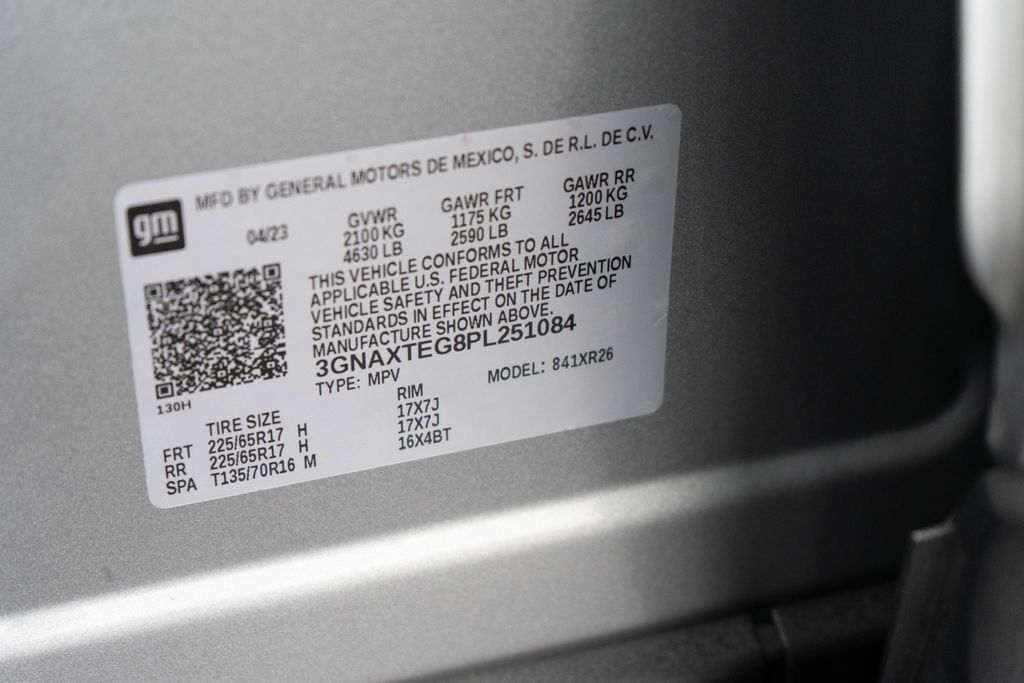 MFD BY GENERAL MOTORS DE MEXICO, S. DE R.L. DE C.V.
gm
04/23
GVWR GAWR FRT GAWR RR
2100 KG 1175 KG 1200 KG
4630 LB 2590 LB 2645 LB
THIS VEHICLE CONFORMS TO ALL
APPLICABLE U.S. FEDERAL MOTOR
VEHICLE SAFETY AND THEFT PREVENTION
STANDARDS IN EFFECT ON THE DATE OF
MANUFACTURE SHOWN ABOVE.
3GNAXTEG8PL251084
TYPE: MPV MODEL: 841XR26
130H
TIRE SIZE RIM
FRT 225/65R17 H 17X7J
RR 225/65R17 H 17X7J
SPA T135/70R16 M 16X4BT